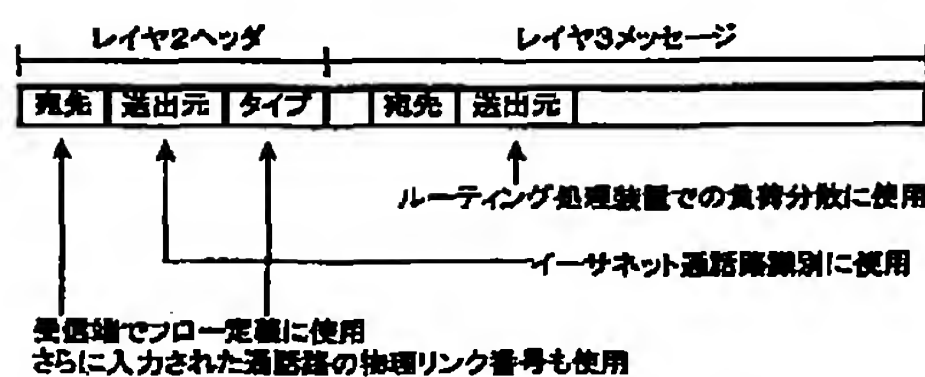 レイヤ2ヘッダ レイヤ3メッセージ
宛先 送出元 タイプ 宛先 送出元
ルーティング処理装置での負荷分散に使用
イーサネット通話路識別に使用
受信端でフロー定義に使用
さらに入力された通話路の物理リンク番号も使用